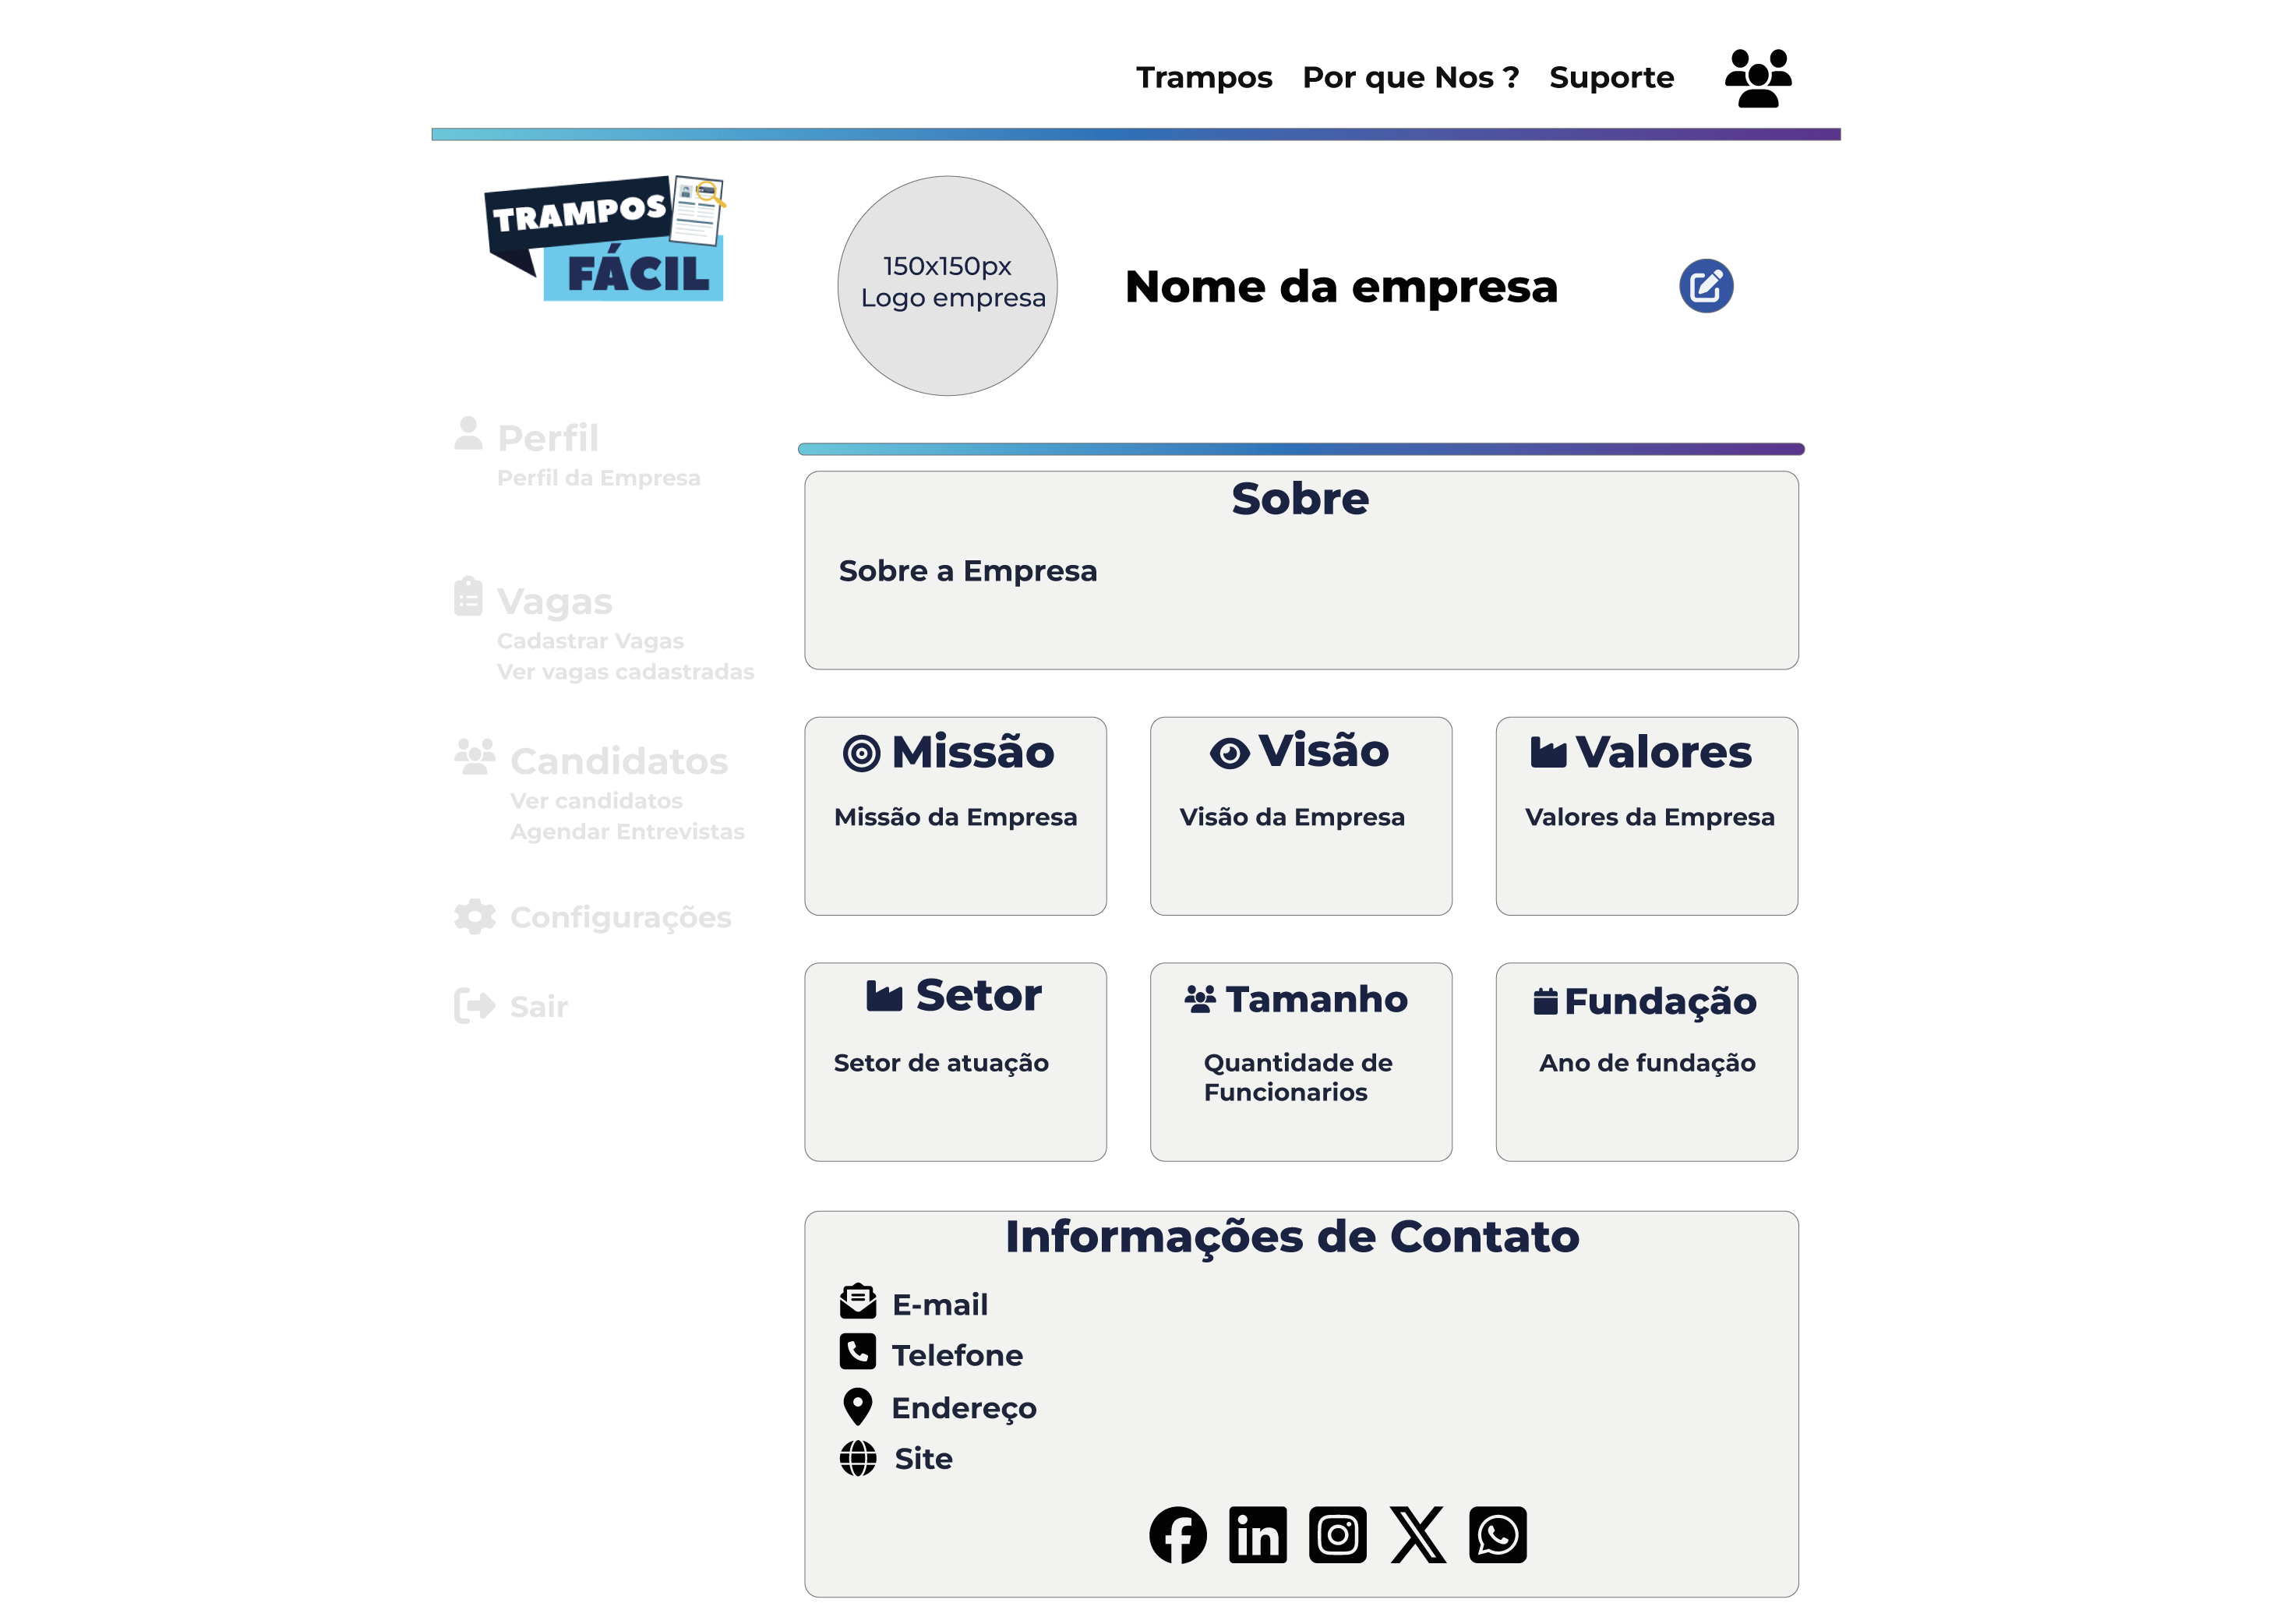 Trampos Por que Nos ? Suporte
TRAMPOS
FÁCIL
150x150px
Logo empresa
Nome da empresa
Perfil
Perfil da Empresa
Vagas
Cadastrar Vagas
Ver vagas cadastradas
Candidatos
Ver candidatos
Agendar Entrevistas
Configurações
Sair
Sobre
Sobre a Empresa
Missão
Missão da Empresa
Visão
Visão da Empresa
Valores
Valores da Empresa
Setor
Setor de atuação
Tamanho
Quantidade de
Funcionarios
Fundação
Ano de fundação
Informações de Contato
E-mail
Telefone
Endereço
Site